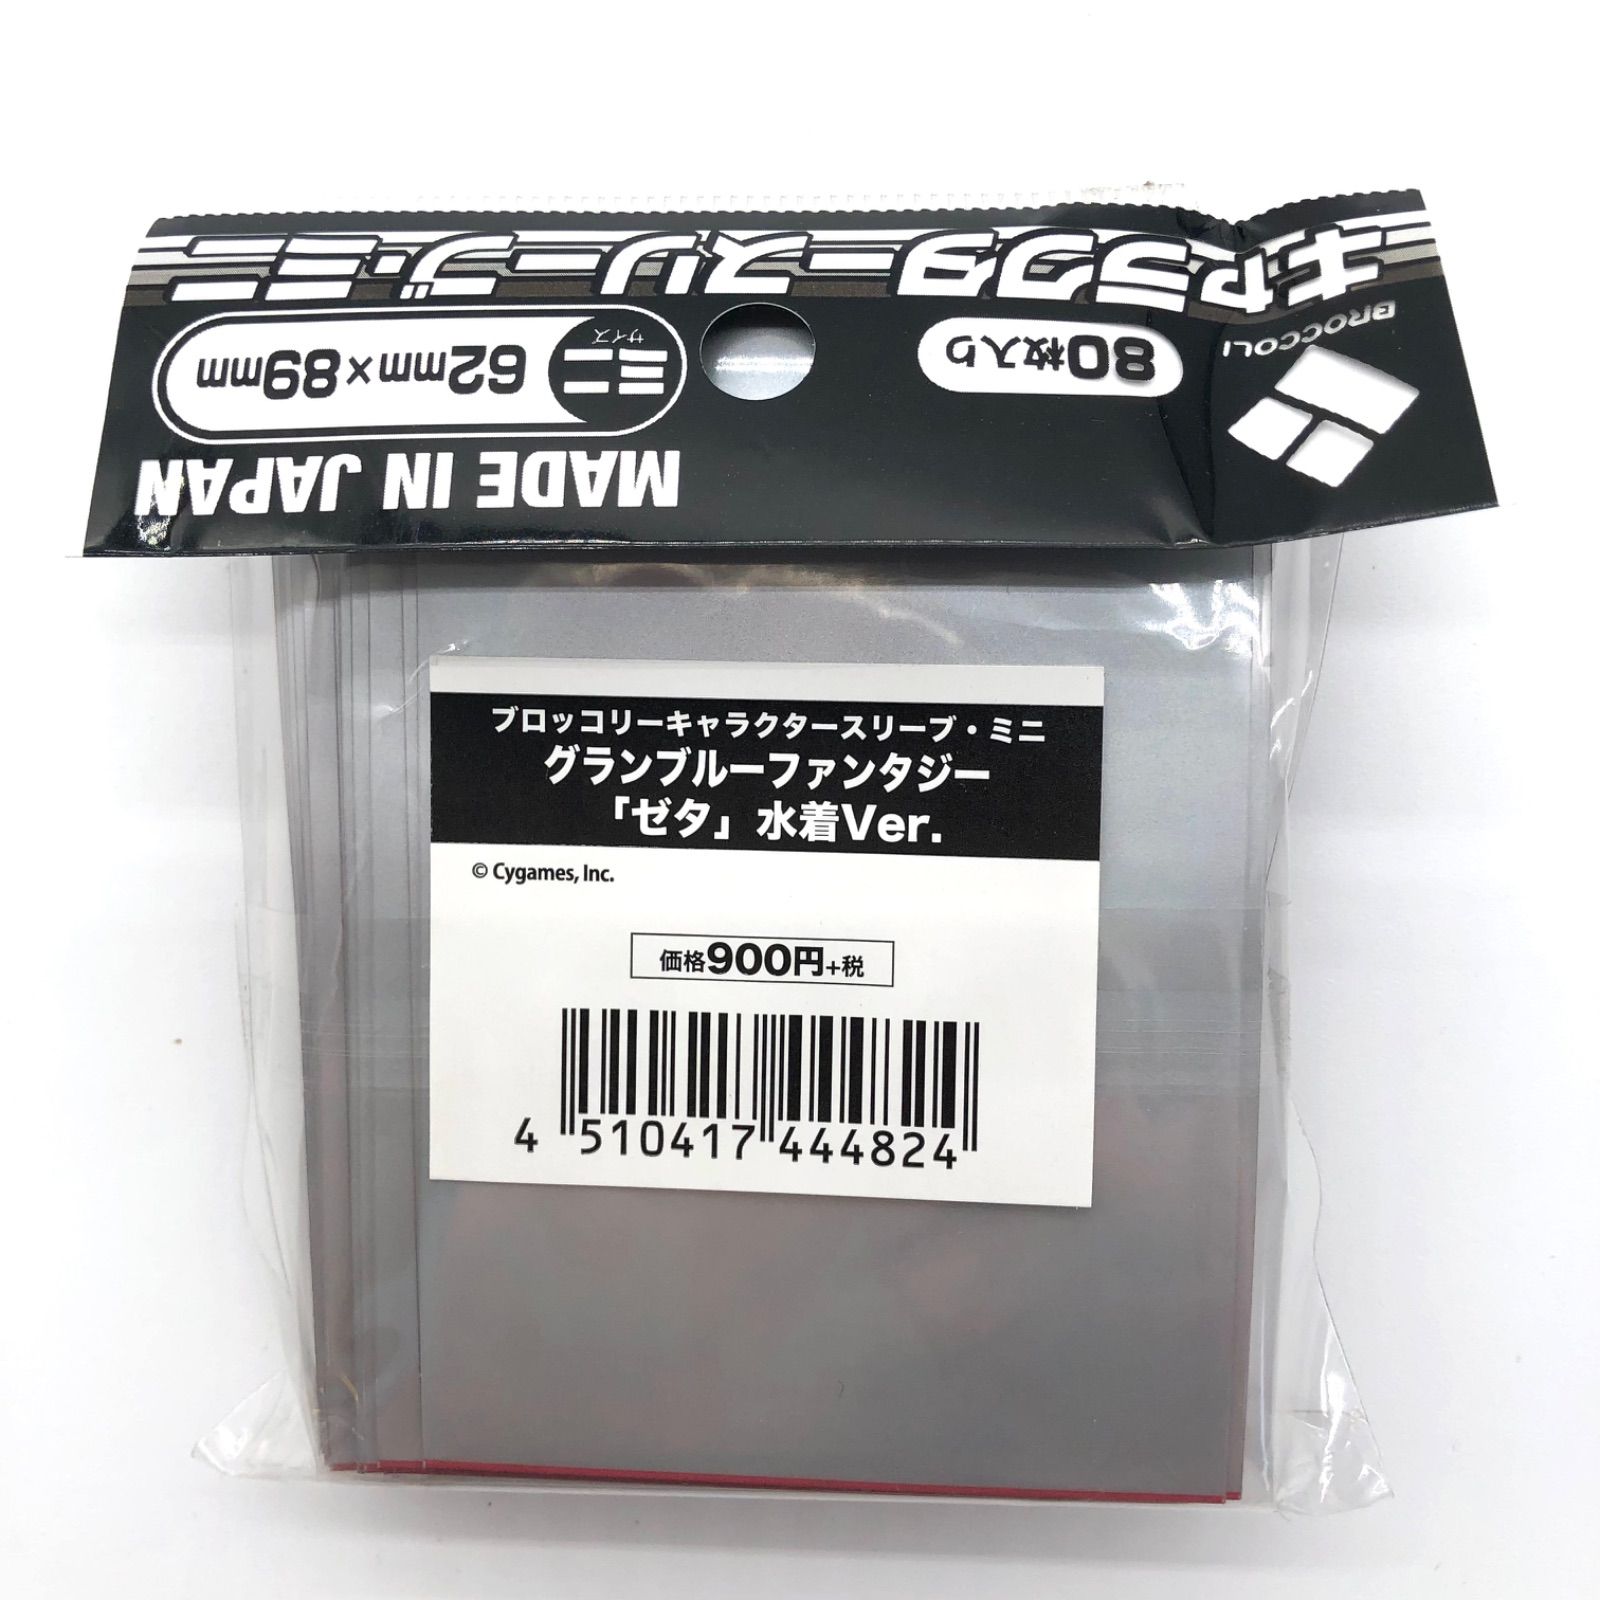 キャラクタースリーブ・ミニ
BROCCOLI
80枚入り
ミニ
サイズ
62mm×89mm
MADE IN JAPAN
ブロッコリーキャラクタースリーブ・ミニ
グランブルーファンタジー
「ゼタ」水着Ver.
© Cygames, Inc.
価格900円+税
4 510417 444824